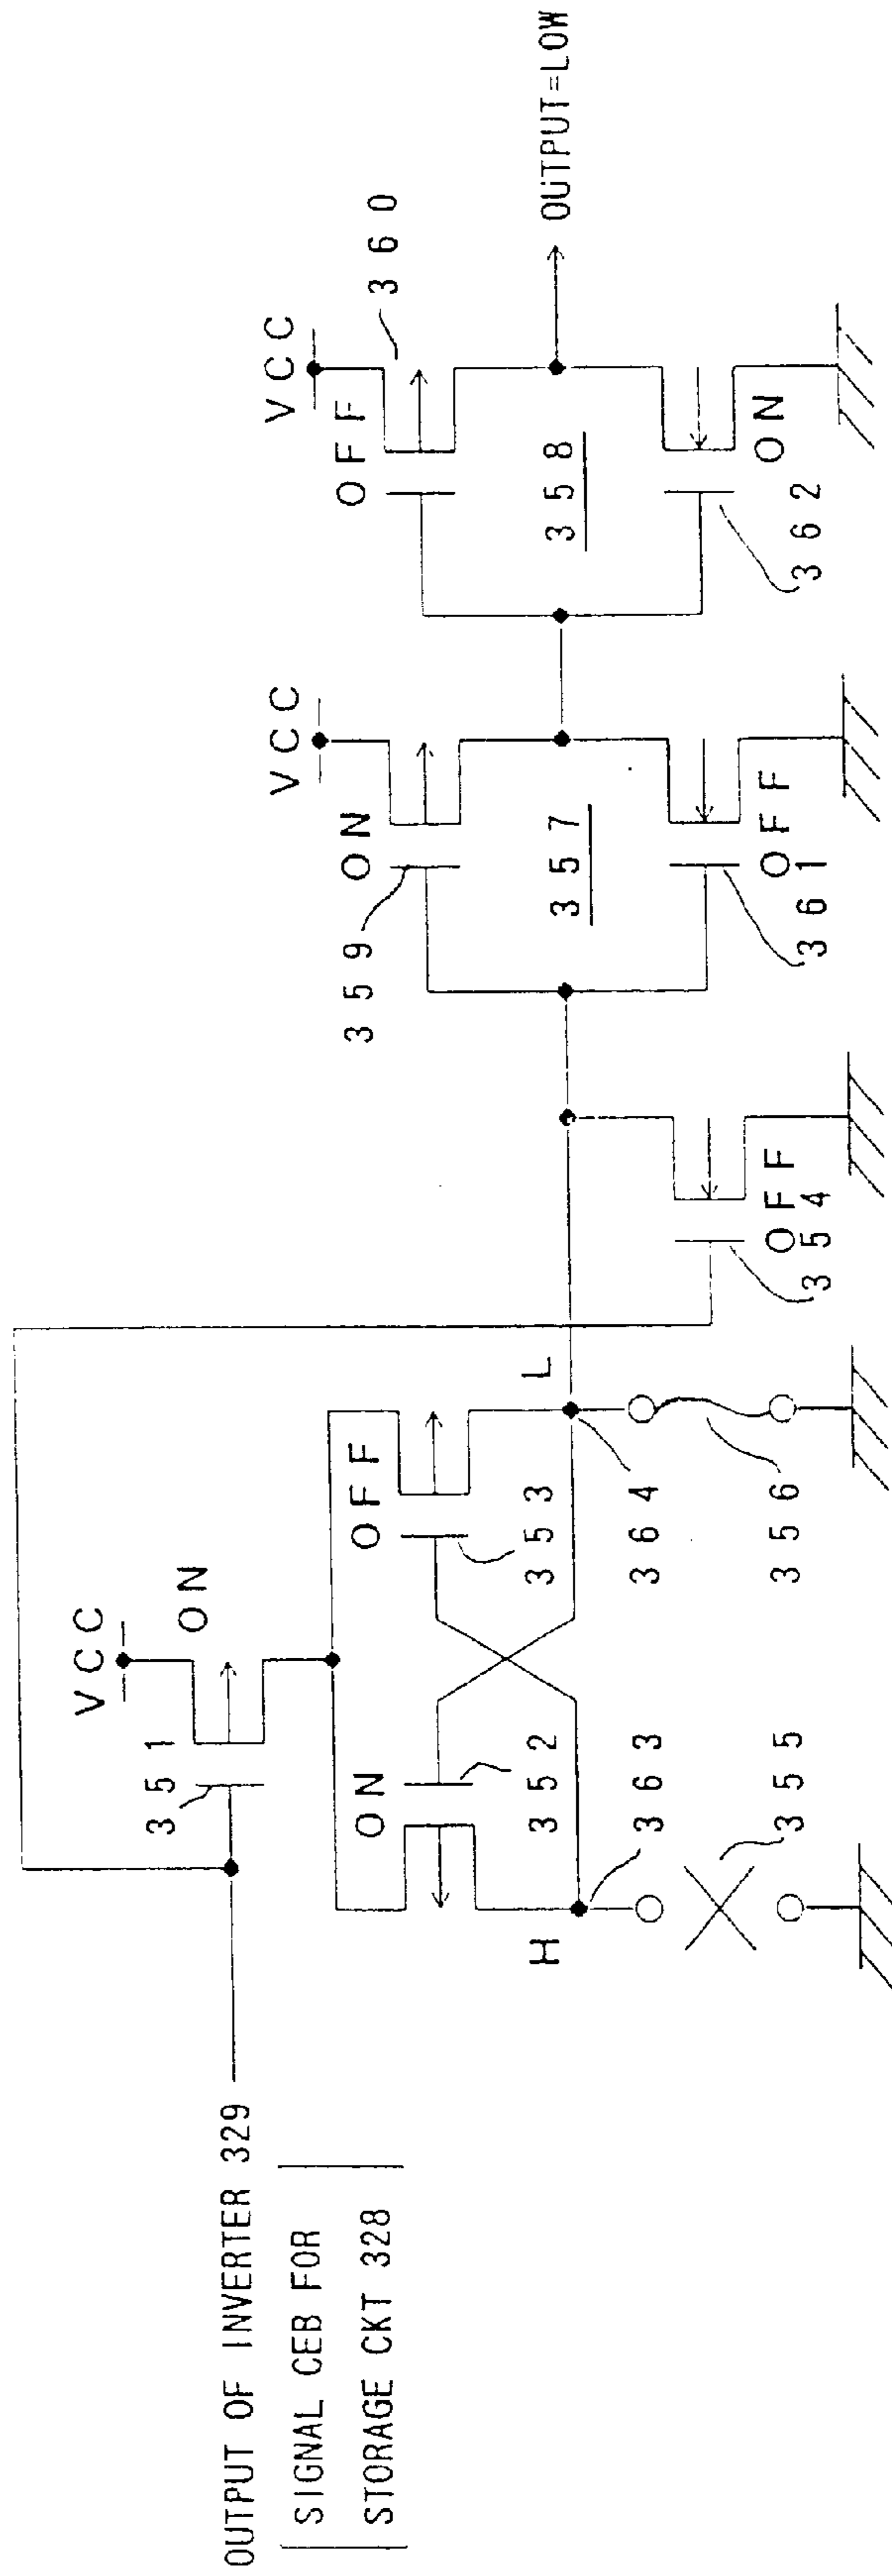 OUTPUT OF INVERTER 329
SIGNAL CEB FOR
STORAGE CKT 328
VCC
351
ON
ON
352
H
363
355
OFF
353
L
364
356
OFF
354
VCC
359
ON
357
OFF
361
VCC
OFF
360
358
ON
362
OUTPUT=LOW